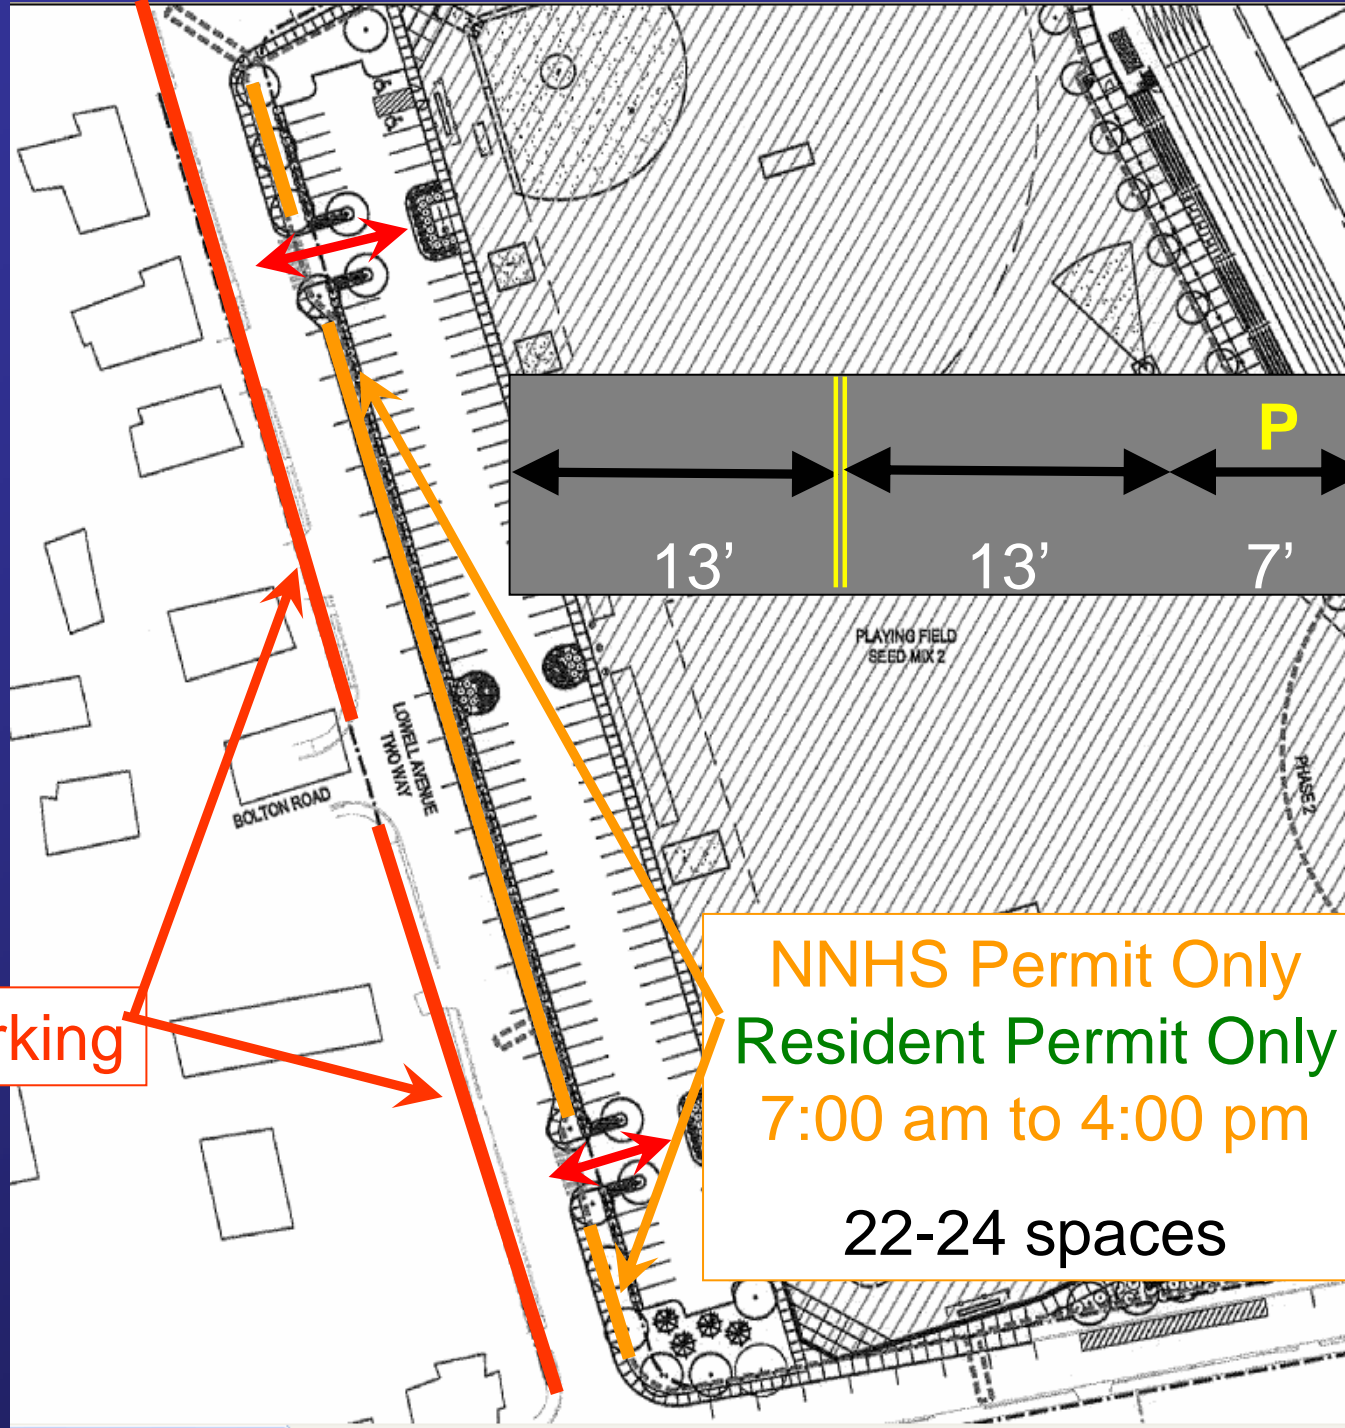 P
13’
13’
7’
PLAYING FIELD
SEED MIX 2
LOWELL AVENUE
TWO WAY
BOLTON ROAD
PHASE 2
rking
NNHS Permit Only
Resident Permit Only
7:00 am to 4:00 pm
22-24 spaces